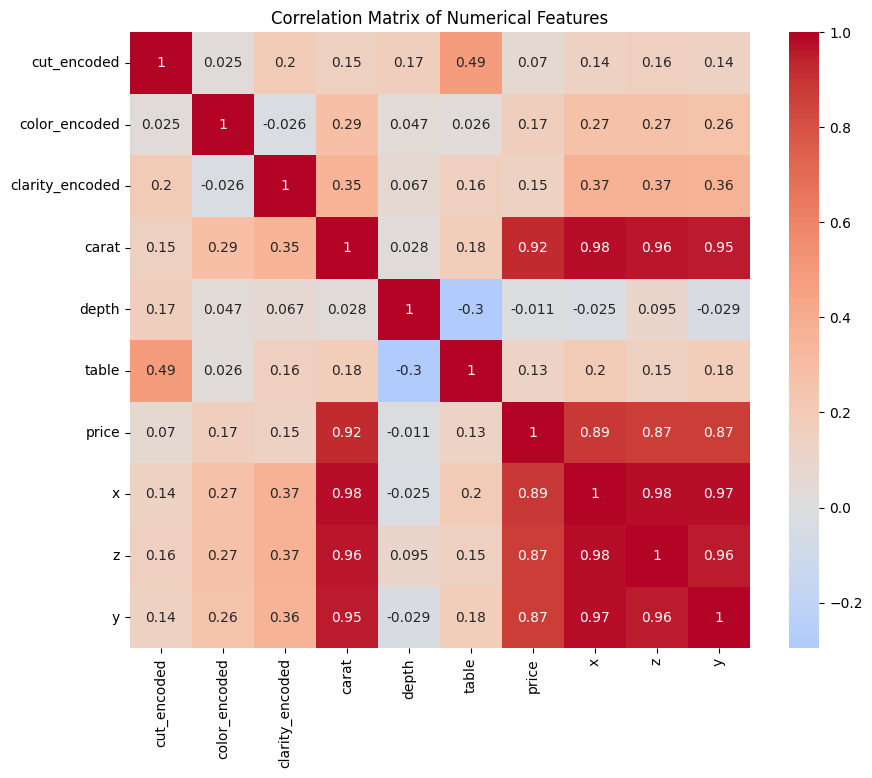 Correlation Matrix of Numerical Features
cut_encoded 1 0.025 0.2 0.15 0.17 0.49 0.07 0.14 0.16 0.14
color_encoded 0.025 1 -0.026 0.29 0.047 0.026 0.17 0.27 0.27 0.26
clarity_encoded 0.2 -0.026 1 0.35 0.067 0.16 0.15 0.37 0.37 0.36
carat 0.15 0.29 0.35 1 0.028 0.18 0.92 0.98 0.96 0.95
depth 0.17 0.047 0.067 0.028 1 -0.3 -0.011 -0.025 0.095 -0.029
table 0.49 0.026 0.16 0.18 -0.3 1 0.13 0.2 0.15 0.18
price 0.07 0.17 0.15 0.92 -0.011 0.13 1 0.89 0.87 0.87
x 0.14 0.27 0.37 0.98 -0.025 0.2 0.89 1 0.98 0.97
z 0.16 0.27 0.37 0.96 0.095 0.15 0.87 0.98 1 0.96
y 0.14 0.26 0.36 0.95 -0.029 0.18 0.87 0.97 0.96 1
cut_encoded color_encoded clarity_encoded carat depth table price x z y
1.0
0.8
0.6
0.4
0.2
0.0
−0.2